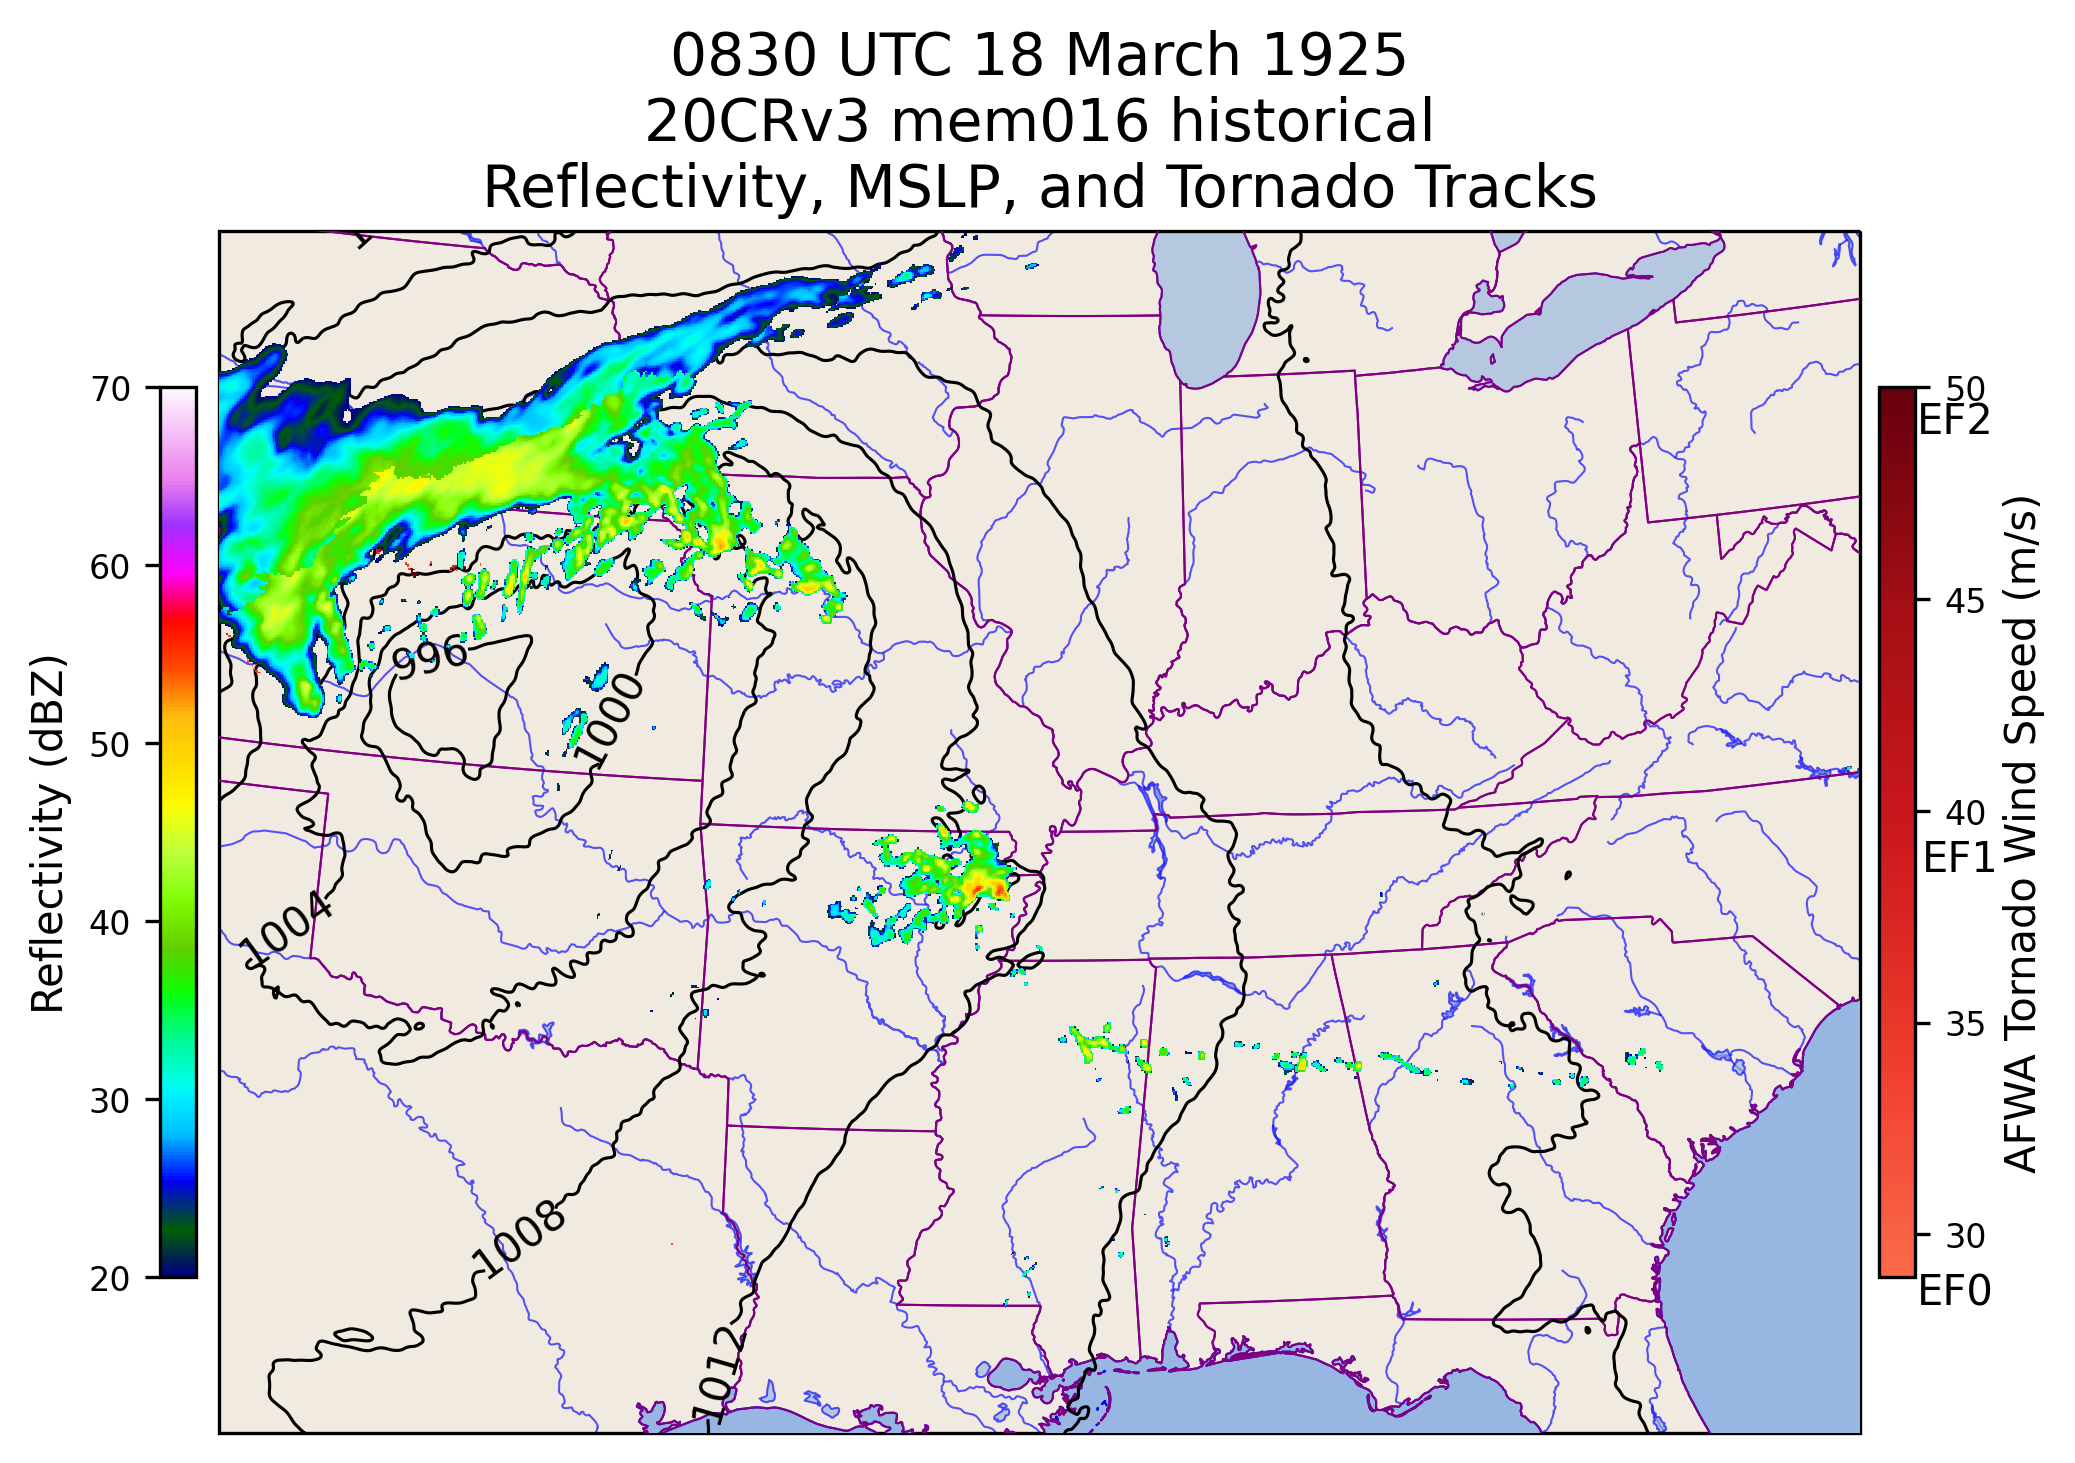 0830 UTC 18 March 1925
20CRv3 mem016 historical
Reflectivity, MSLP, and Tornado Tracks
Reflectivity (dBZ)
70
60
50
40
30
20
996
1000
1004
1008
1012
50
EF2
45
40
EF1
35
30
EF0
AFWA Tornado Wind Speed (m/s)